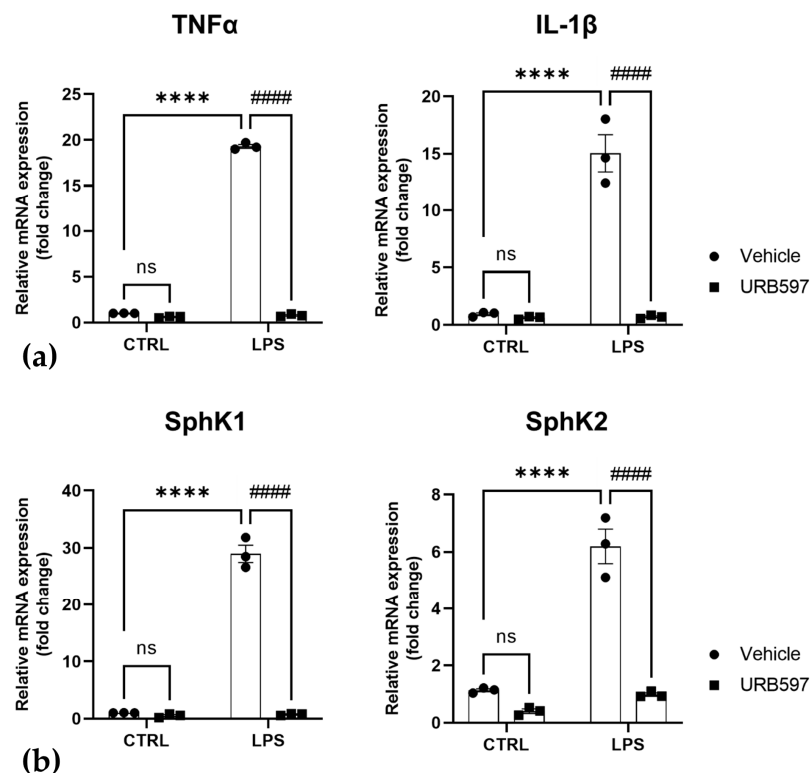 TNFα
Relative mRNA expression
(fold change)
25
20
15
10
5
0
****
####
ns
CTRL
LPS
IL-1β
Relative mRNA expression
(fold change)
20
15
10
5
0
****
####
ns
CTRL
LPS
Vehicle
URB597
(a)
SphK1
Relative mRNA expression
(fold change)
40
30
20
10
0
****
####
ns
CTRL
LPS
SphK2
Relative mRNA expression
(fold change)
8
6
4
2
0
****
####
ns
CTRL
LPS
Vehicle
URB597
(b)